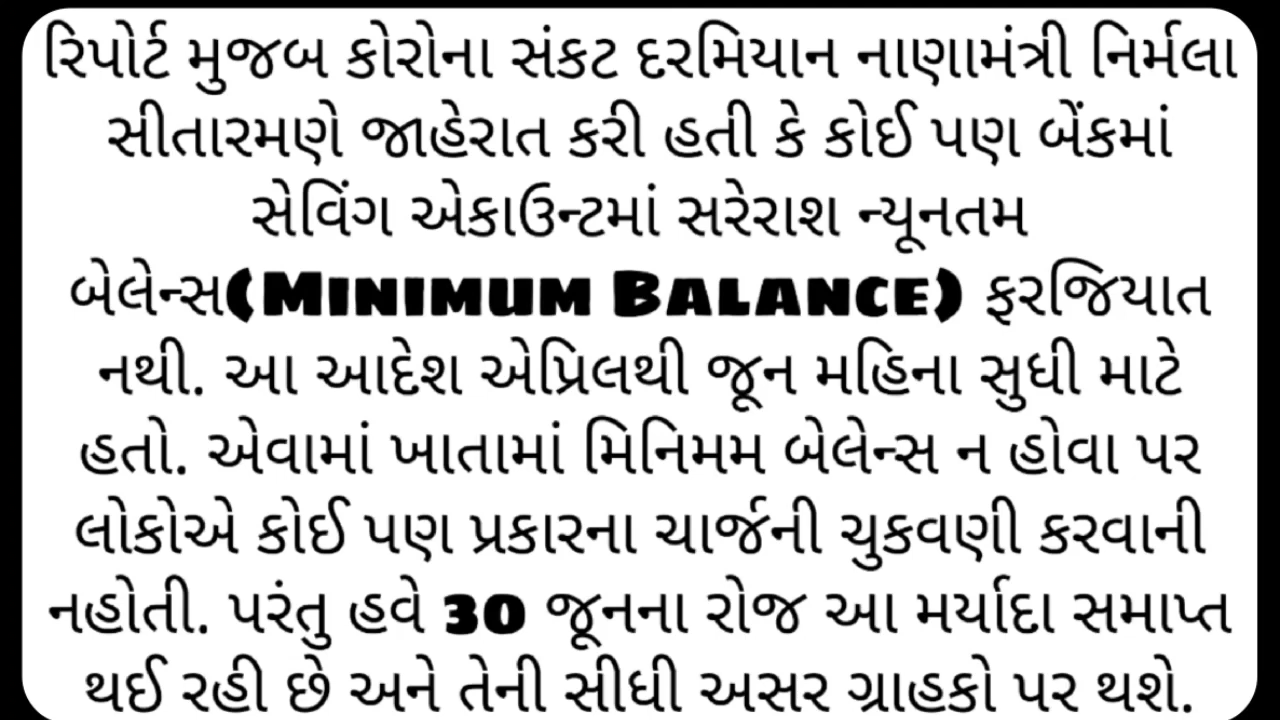 રિપોર્ટ મુજબ કોરોના સંકટ દરમિયાન નાણામંત્રી નિર્મલા
સીતારમણે જાહેરાત કરી હતી કે કોઈ પણ બેંકમાં
સેવિંગ એકાઉન્ટમાં સરેરાશ ન્યૂનતમ
બેલેન્સ(MINIMUM BALANCE) ફરજિયાત
નથી. આ આદેશ એપ્રિલથી જૂન મહિના સુધી માટે
હતો. એવામાં ખાતામાં મિનિમમ બેલેન્સ ન હોવા પર
લોકોએ કોઈ પણ પ્રકારના ચાર્જની ચુકવણી કરવાની
નહોતી. પરંતુ હવે 30 જૂનના રોજ આ મર્યાદા સમાપ્ત
થઈ રહી છે અને તેની સીધી અસર ગ્રાહકો પર થશે.